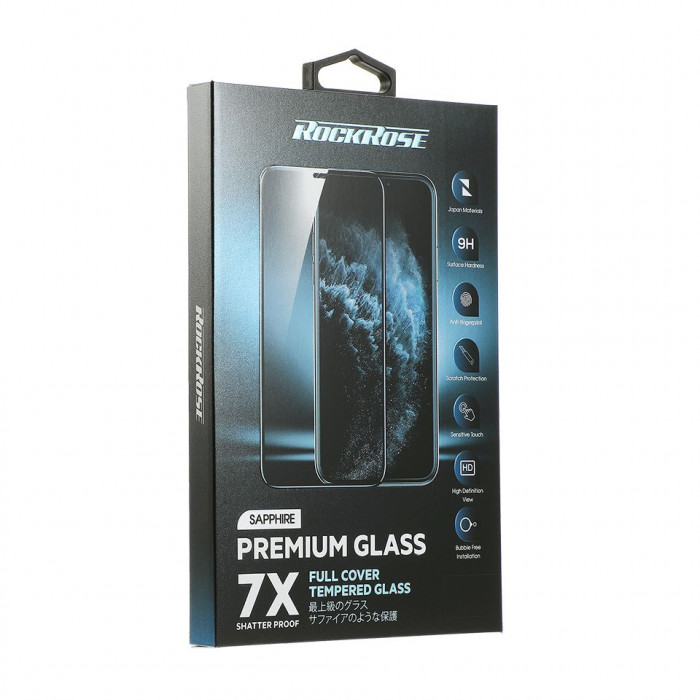 ROCKROSE
ROCKROSE
Japan Materials
9H
Surface Hardness
Anti-fingerprint
Scratch Protection
Sensitive Touch
HD
High Definition
View
Bubble Free
Installation
SAPPHIRE
PREMIUM GLASS
7X
SHATTER PROOF
FULL COVER
TEMPERED GLASS
最上級のグラス
サファイアのような保護